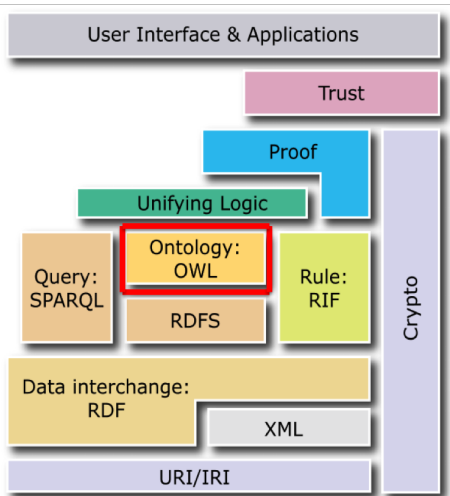 User Interface & Applications
Trust
Proof
Unifying Logic
Ontology:
OWL
Query:
SPARQL
Rule:
RIF
RDFS
Crypto
Data interchange:
RDF
XML
URI/IRI